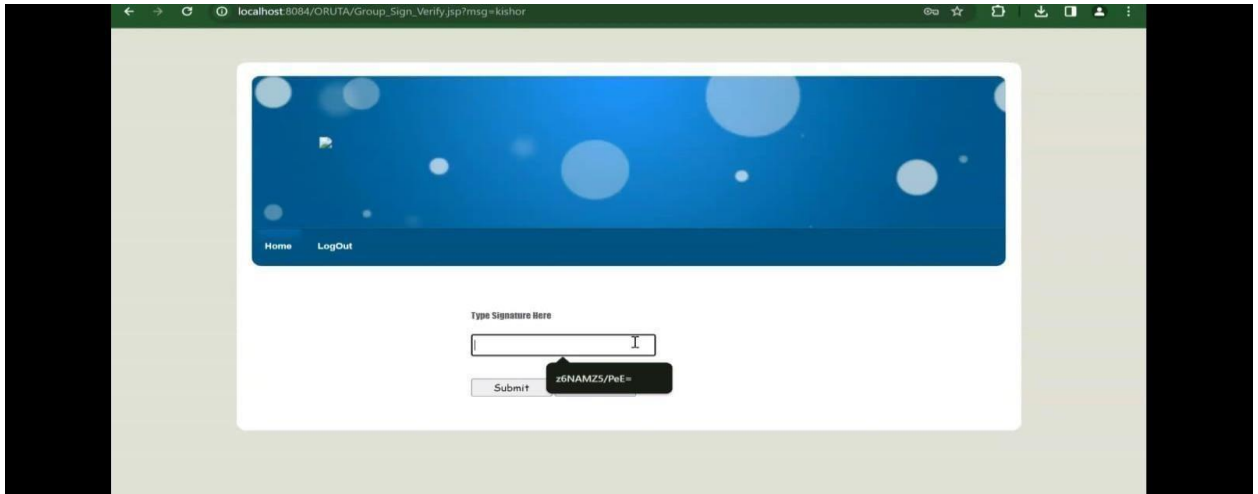 localhost:8084/ORUTA/Group_Sign_Verify.jsp?msg=kishor
Home LogOut
Type Signature Here
z6NAMZ5/PeE=
Submit